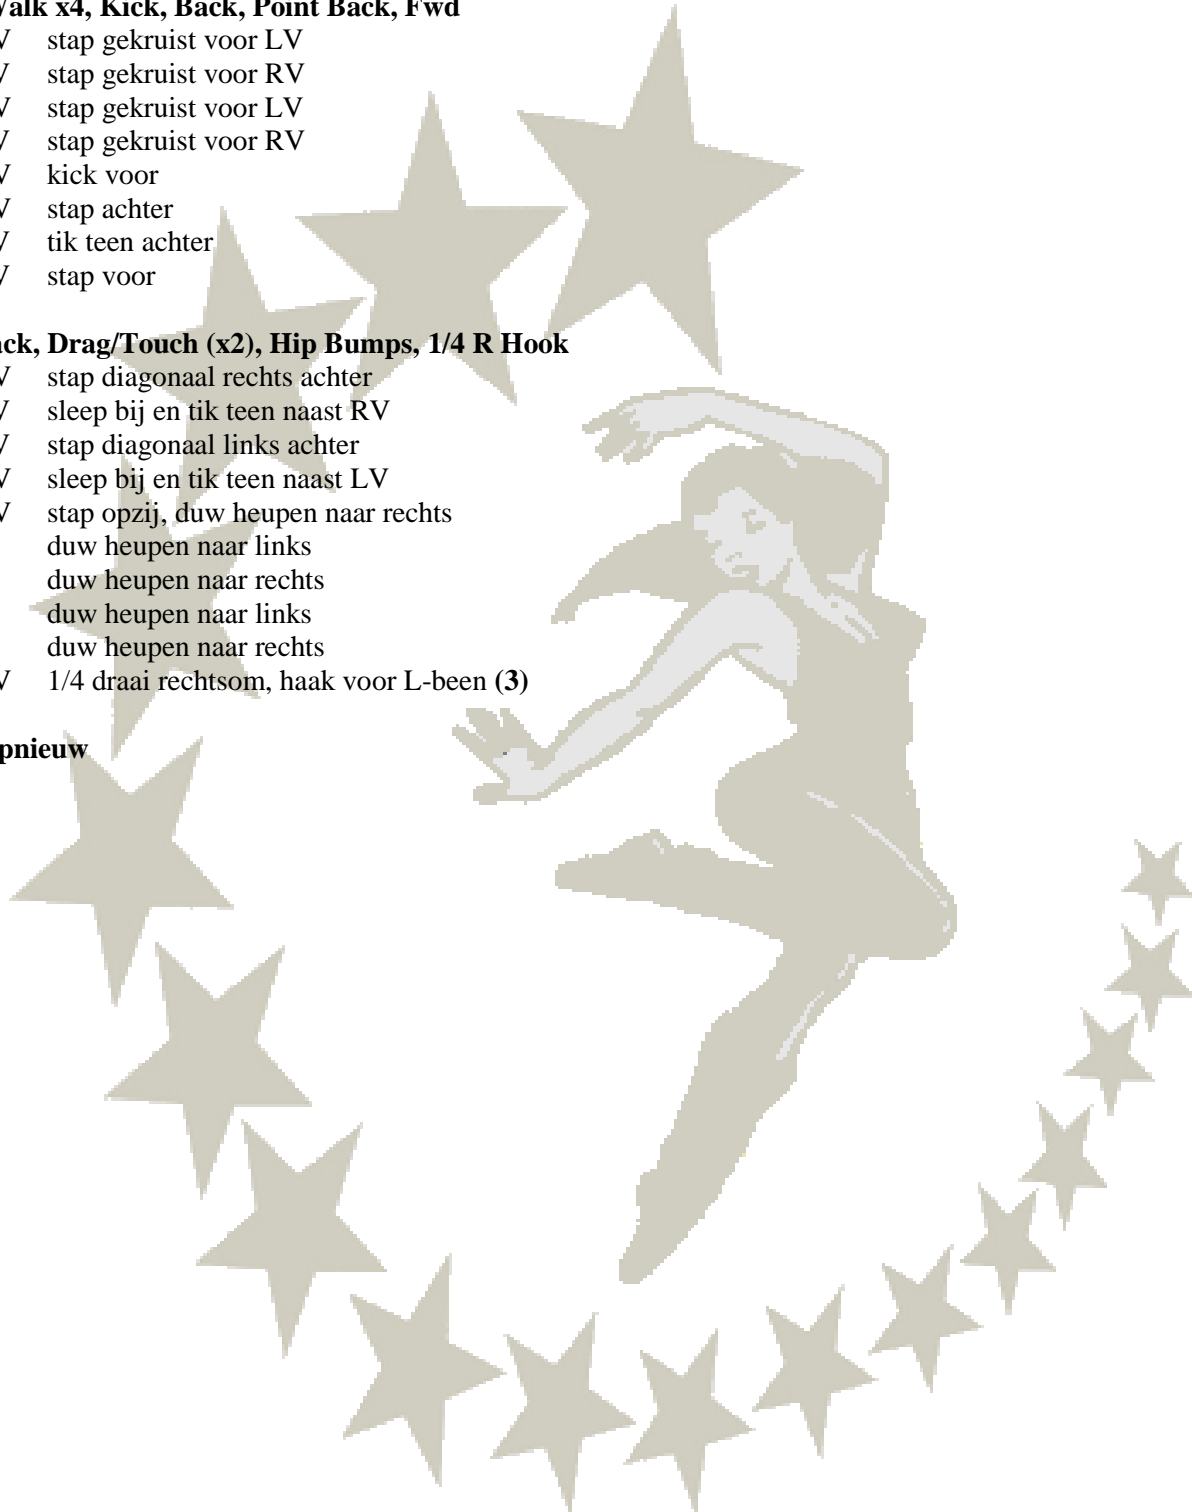 Walk x4, Kick, Back, Point Back, Fwd
V stap gekruist voor LV
V stap gekruist voor RV
V stap gekruist voor LV
V stap gekruist voor RV
V kick voor
V stap achter
V tik teen achter
V stap voor
ack, Drag/Touch (x2), Hip Bumps, 1/4 R Hook
V stap diagonaal rechts achter
V sleep bij en tik teen naast RV
V stap diagonaal links achter
V sleep bij en tik teen naast LV
V stap opzij, duw heupen naar rechts
duw heupen naar links
duw heupen naar rechts
duw heupen naar links
duw heupen naar rechts
V 1/4 draai rechtsom, haak voor L-been (3)
pnieuw